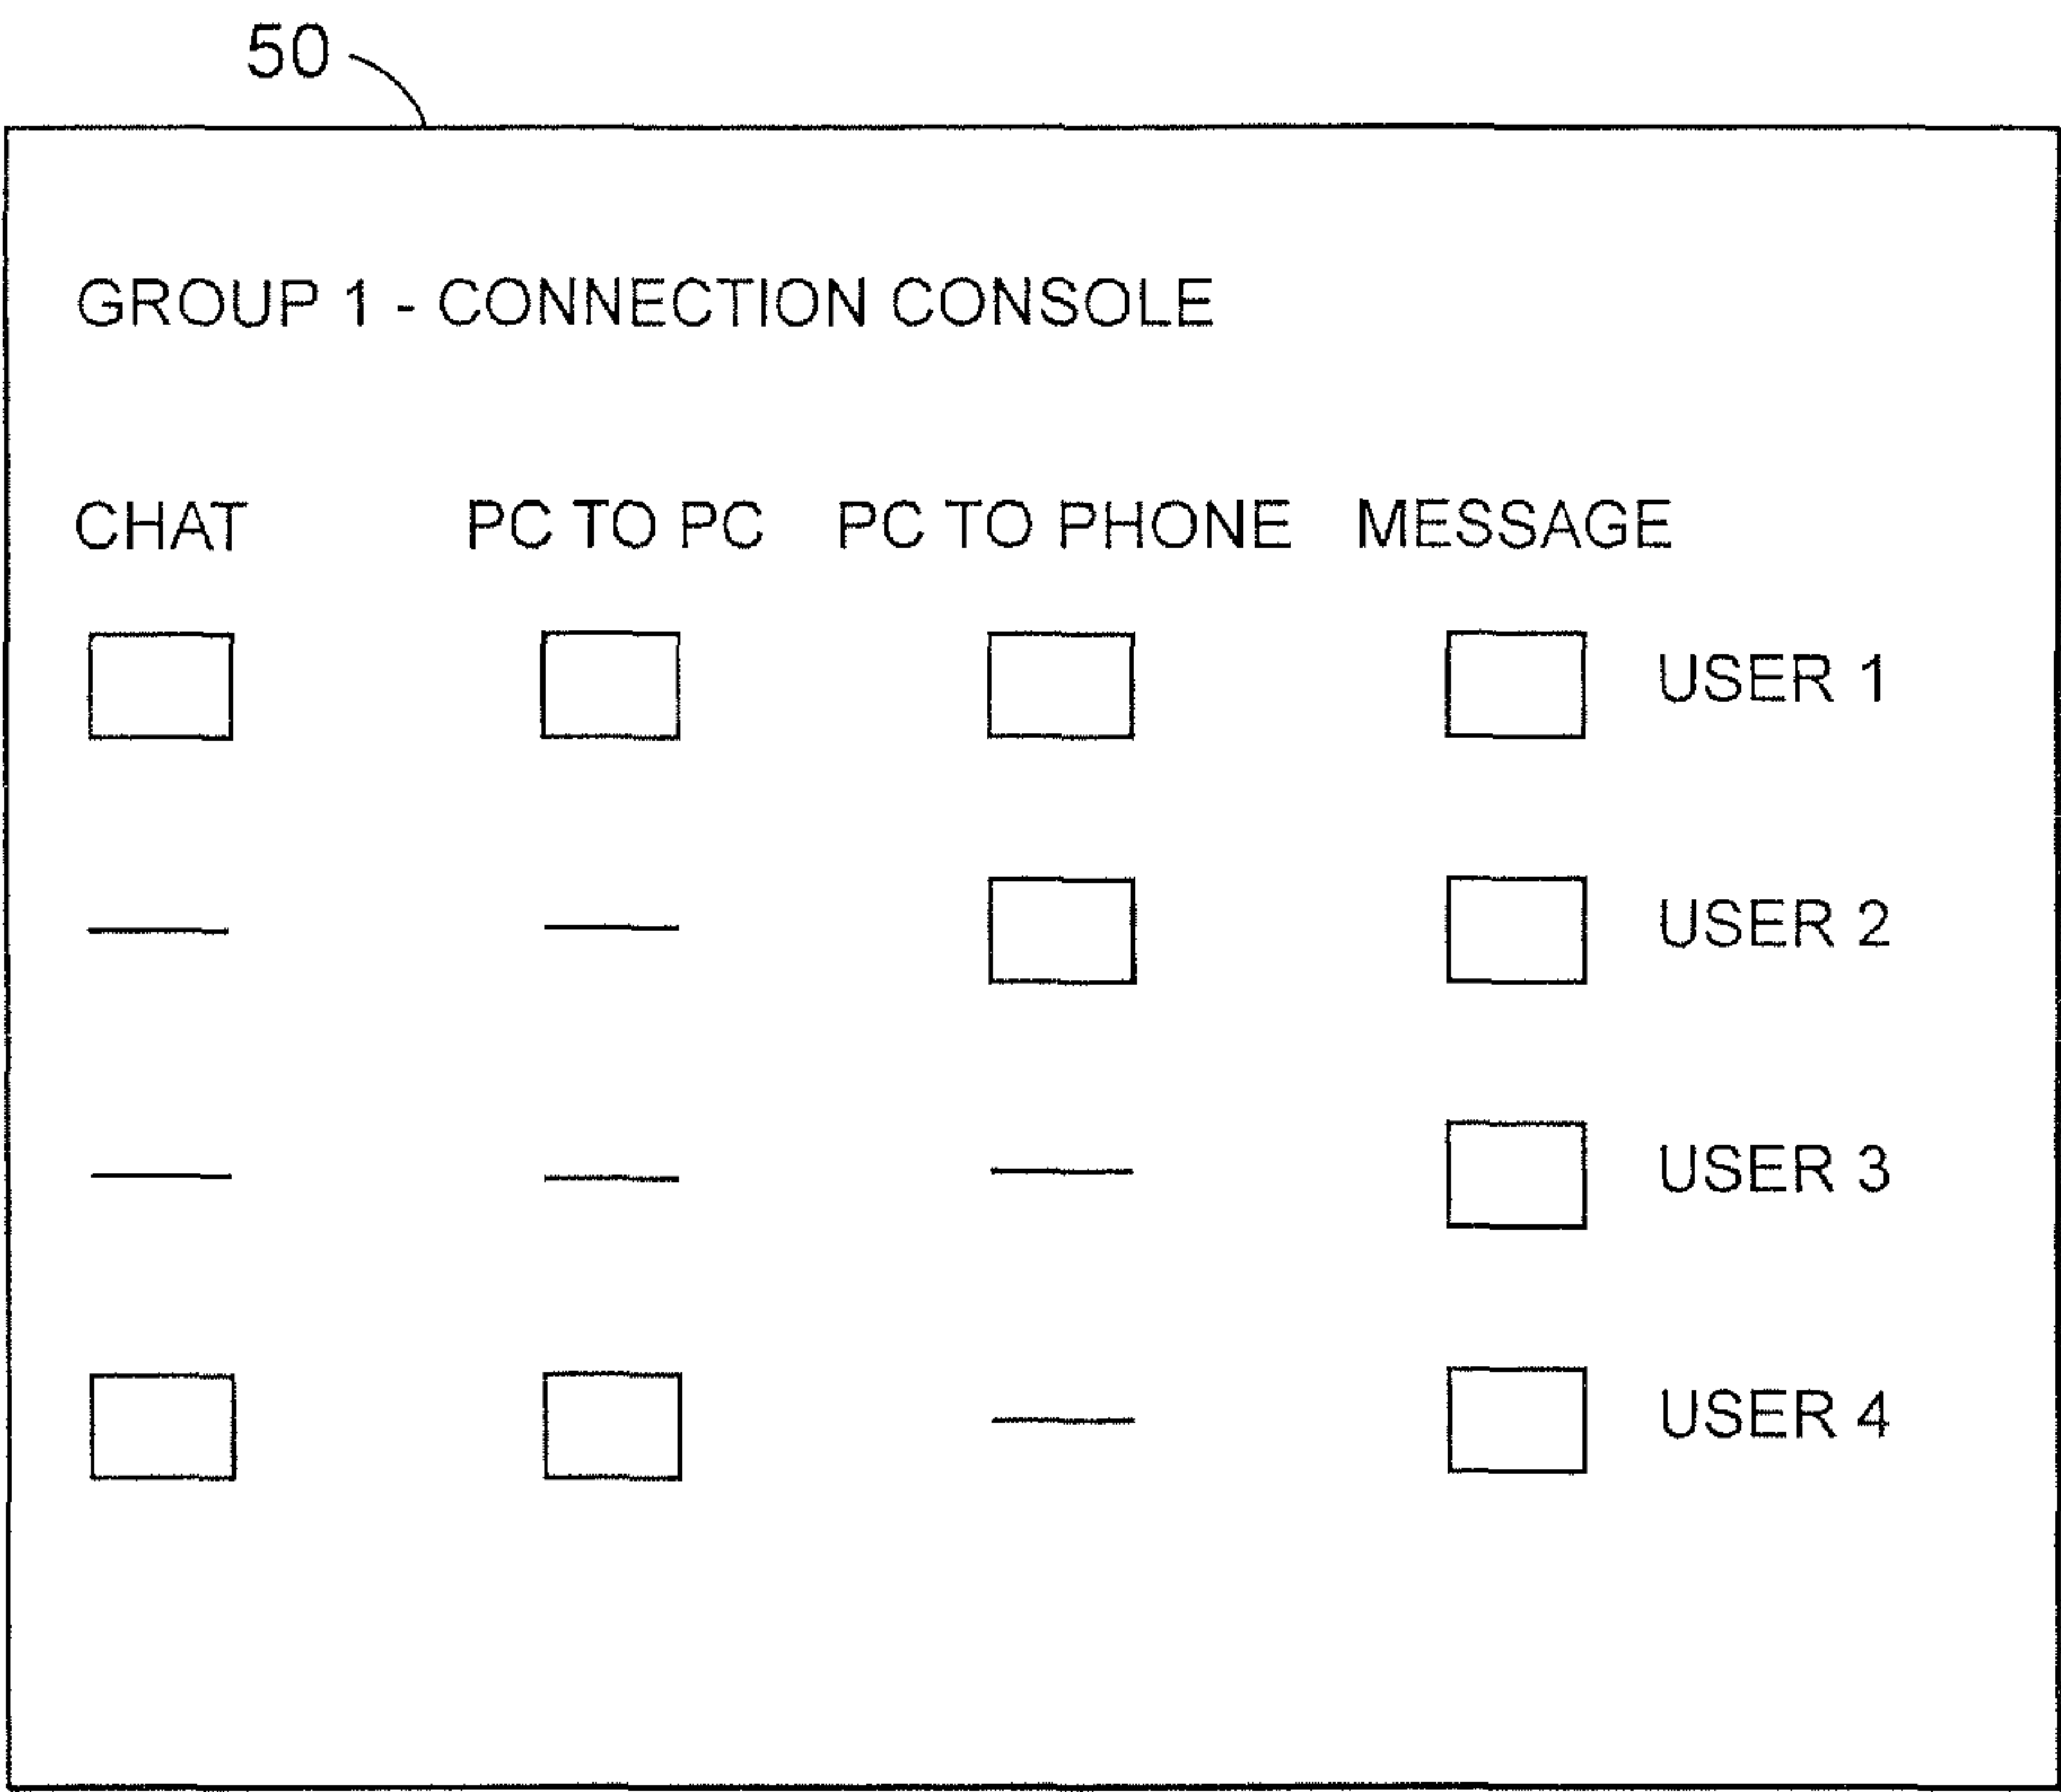 50
GROUP 1 - CONNECTION CONSOLE
CHAT PC TO PC PC TO PHONE MESSAGE
USER 1
USER 2
USER 3
USER 4